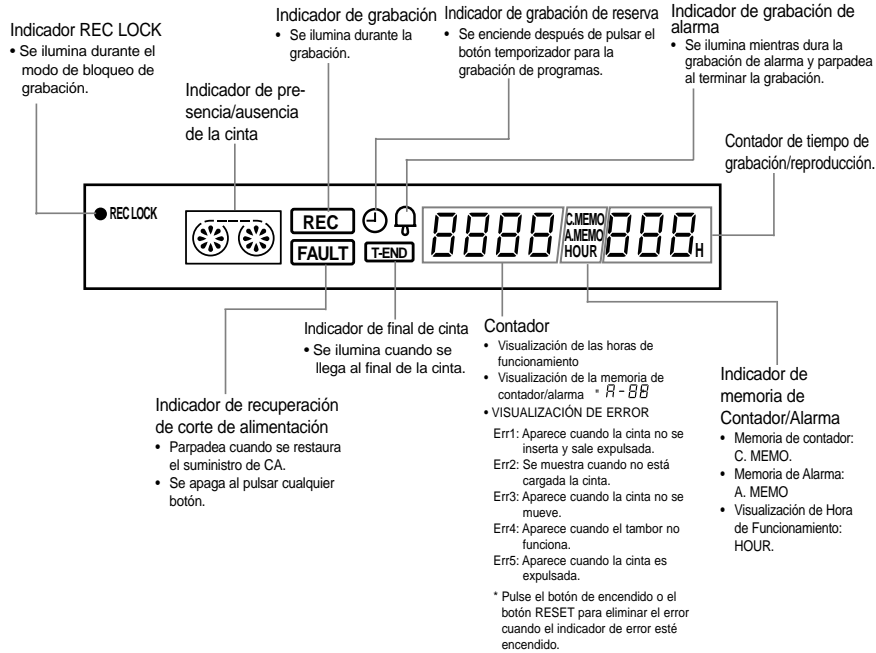 Indicador REC LOCK
• Se ilumina durante el
modo de bloqueo de
grabación.
Indicador de pre-
sencia/ausencia
de la cinta
Indicador de grabación
• Se ilumina durante la
grabación.
Indicador de grabación de reserva
• Se enciende después de pulsar el
botón temporizador para la
grabación de programas.
Indicador de grabación de
alarma
• Se ilumina mientras dura la
grabación de alarma y parpadea
al terminar la grabación.
Contador de tiempo de
grabación/reproducción.
REC LOCK
REC
FAULT
T-END
8888
C.MEMO
A.MEMO
HOUR
888H
Indicador de recuperación
de corte de alimentación
• Parpadea cuando se restaura
el suministro de CA.
• Se apaga al pulsar cualquier
botón.
Indicador de final de cinta
• Se ilumina cuando se
llega al final de la cinta.
Contador
• Visualización de las horas de
funcionamiento
• Visualización de la memoria de
contador/alarma " A-88
• VISUALIZACIÓN DE ERROR
Err1: Aparece cuando la cinta no se
inserta y sale expulsada.
Err2: Se muestra cuando no está
cargada la cinta.
Err3: Aparece cuando la cinta no se
mueve.
Err4: Aparece cuando el tambor no
funciona.
Err5: Aparece cuando la cinta es
expulsada.
* Pulse el botón de encendido o el
botón RESET para eliminar el error
cuando el indicador de error esté
encendido.
Indicador de
memoria de
Contador/Alarma
• Memoria de contador:
C. MEMO.
• Memoria de Alarma:
A. MEMO
• Visualización de Hora
de Funcionamiento:
HOUR.